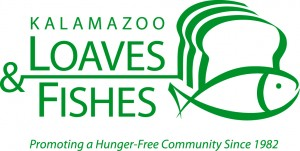 KALAMAZOO
LOAVES
& FISHES
Promoting a Hunger-Free Community Since 1982